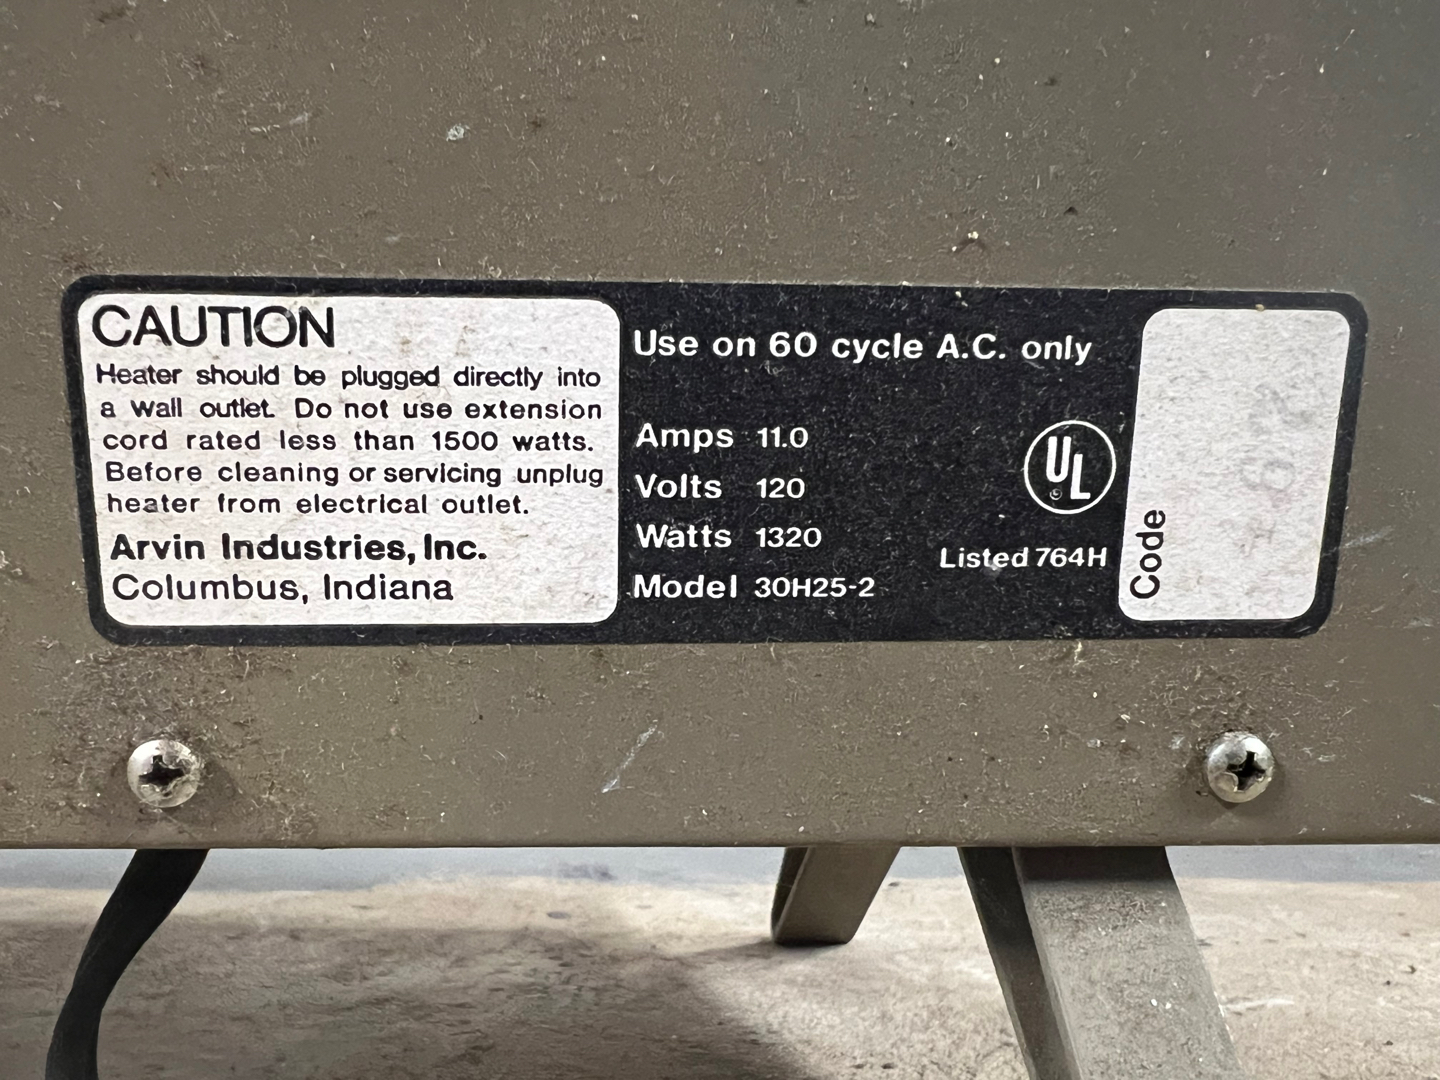 CAUTION
Heater should be plugged directly into
a wall outlet. Do not use extension
cord rated less than 1500 watts.
Before cleaning or servicing unplug
heater from electrical outlet.
Arvin Industries, Inc.
Columbus, Indiana
Use on 60 cycle A.C. only
Amps 11.0
Volts 120
Watts 1320
Model 30H25-2
UL
©
Listed 764H
Code